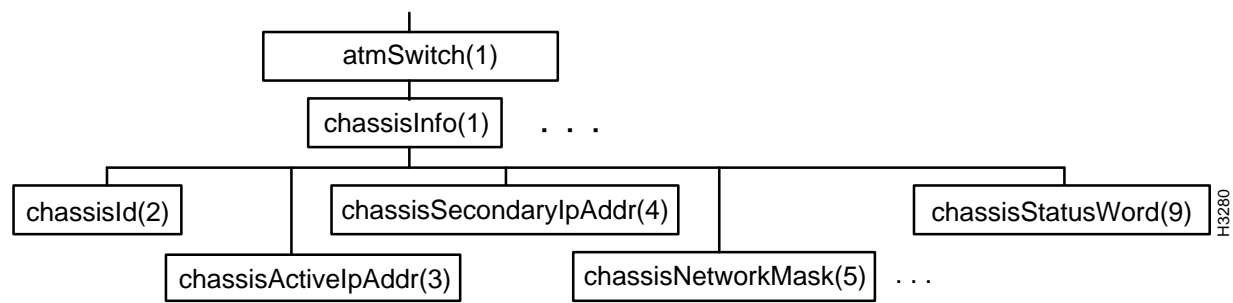 atmSwitch(1)
chassisInfo(1) . . .
chassisId(2)
chassisSecondaryIpAddr(4)
chassisStatusWord(9)
chassisActiveIpAddr(3)
chassisNetworkMask(5) . . .
H3280